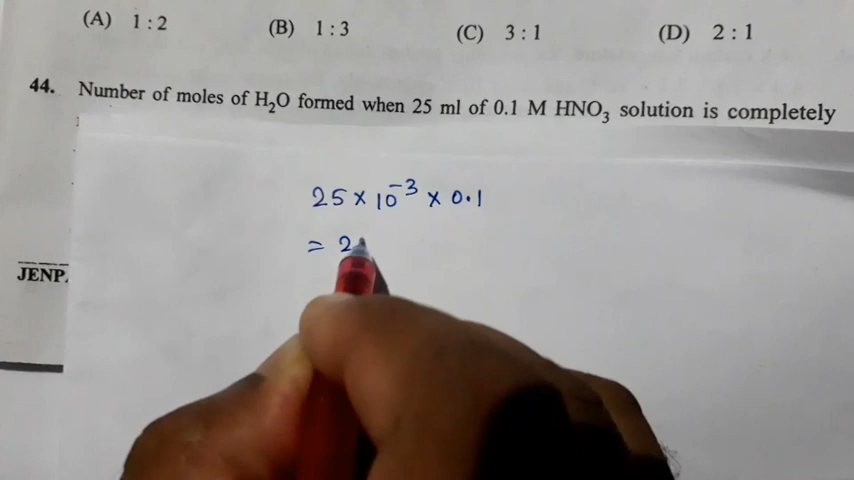 (A) 1 : 2 (B) 1 : 3 (C) 3 : 1 (D) 2 : 1
44. Number of moles of H₂O formed when 25 ml of 0.1 M HNO₃ solution is completely
25 × 10⁻³ × 0.1
= 2
JENP